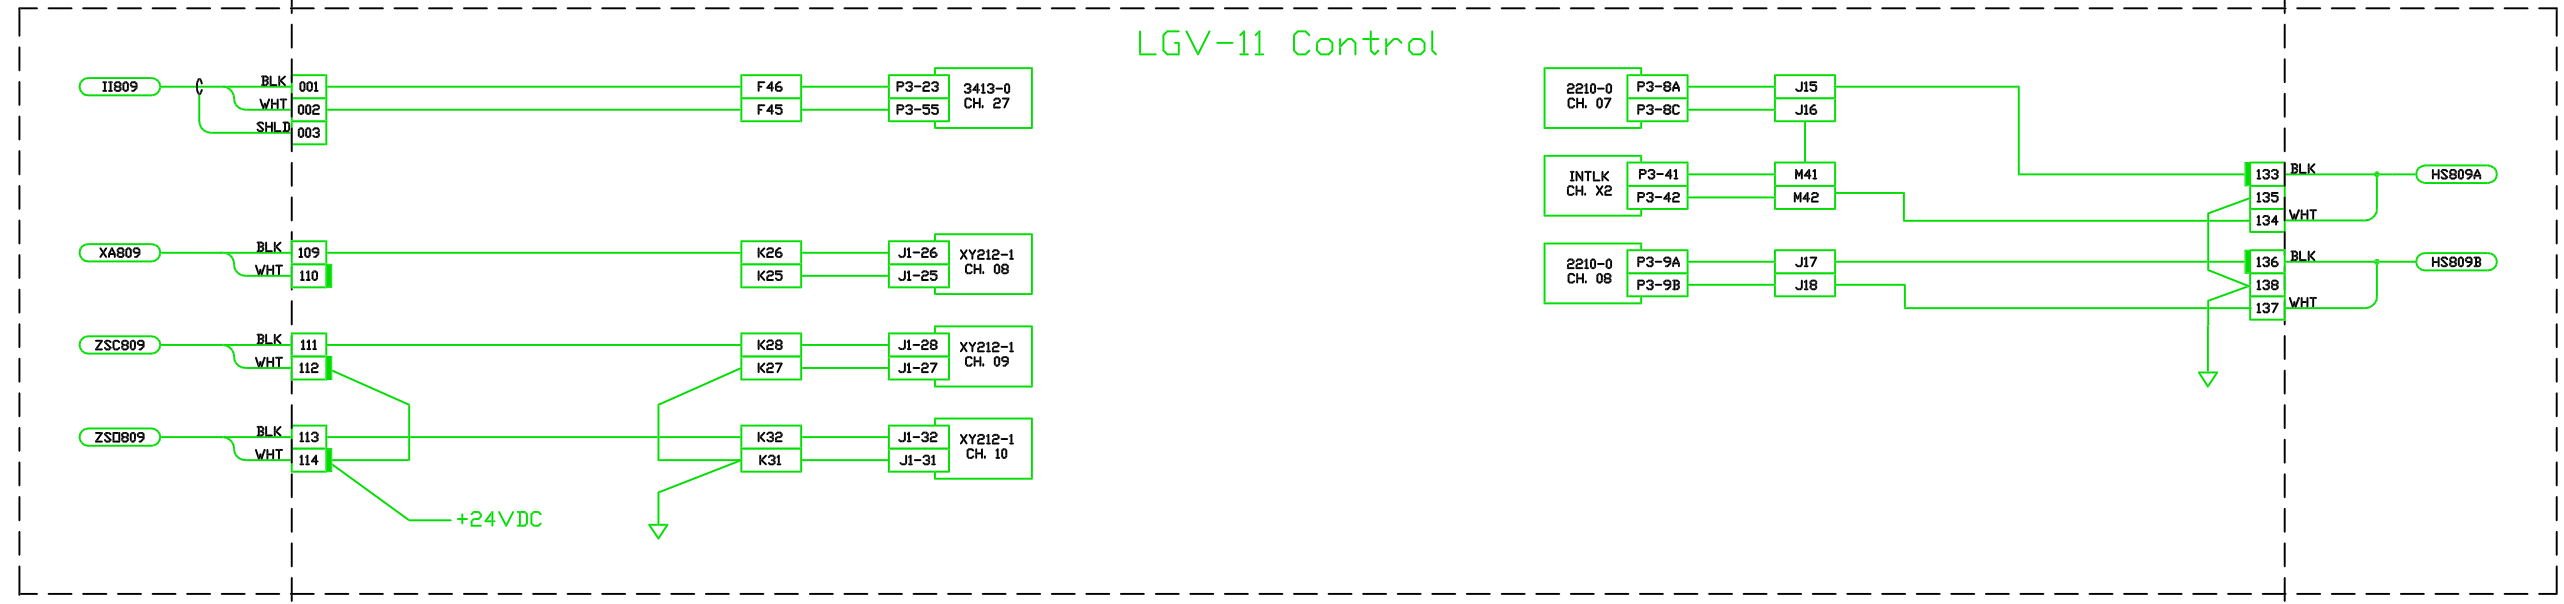 LGV-11 Control
II809
BLK
WHT
SHLD
001
002
003
F46
F45
P3-23
P3-55
3413-0
CH. 27
XA809
BLK
WHT
109
110
K26
K25
J1-26
J1-25
XY212-1
CH. 08
ZSC809
BLK
WHT
111
112
K28
K27
J1-28
J1-27
XY212-1
CH. 09
ZSO809
BLK
WHT
113
114
K32
K31
J1-32
J1-31
XY212-1
CH. 10
+24VDC
2210-0
CH. 07
P3-8A
P3-8C
J15
J16
INTLK
CH. X2
P3-41
P3-42
M41
M42
133
135
134
BLK
WHT
HS809A
2210-0
CH. 08
P3-9A
P3-9B
J17
J18
136
138
137
BLK
WHT
HS809B